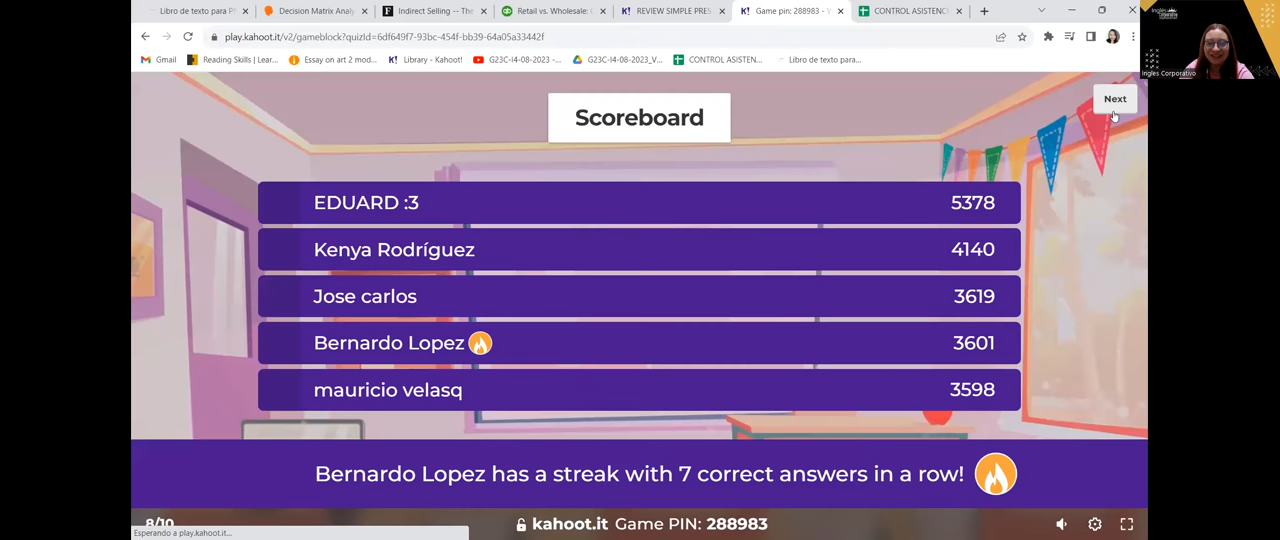 Libro de texto para P
Decision Matrix Analy
Indirect Selling -- The
Retail vs. Wholesale:
REVIEW SIMPLE PRES
Game pin: 288983 - V
CONTROL ASISTENC
play.kahoot.it/v2/gameblock?quizId=6df649f7-93bc-454f-bb39-64a05a33442f
Gmail
Reading Skills | Lear...
Essay on art 2 mod...
Library - Kahoot!
G23C-I4-08-2023 -...
G23C-I4-08-2023_V...
CONTROL ASISTEN...
Libro de texto para...
Ingles Corporativo
Next
Scoreboard
EDUARD :3 5378
Kenya Rodríguez 4140
Jose carlos 3619
Bernardo Lopez 3601
mauricio velasq 3598
Bernardo Lopez has a streak with 7 correct answers in a row!
8/10
kahoot.it Game PIN: 288983
Esperando a play.kahoot.it...